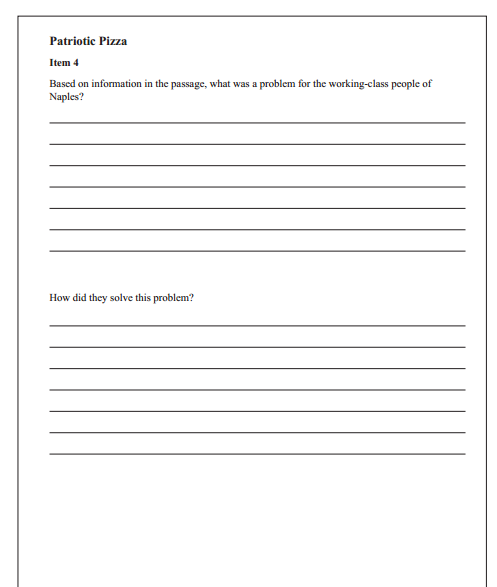 Patriotic Pizza
Item 4
Based on information in the passage, what was a problem for the working-class people of
Naples?
How did they solve this problem?